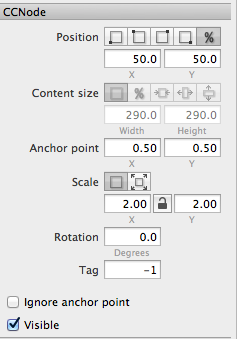 CCNode
Position %
50.0 50.0
X Y
Content size %
290.0 290.0
Width Height
Anchor point 0.50 0.50
X Y
Scale
2.00 2.00
X Y
Rotation 0.0
Degrees
Tag -1
Ignore anchor point
Visible